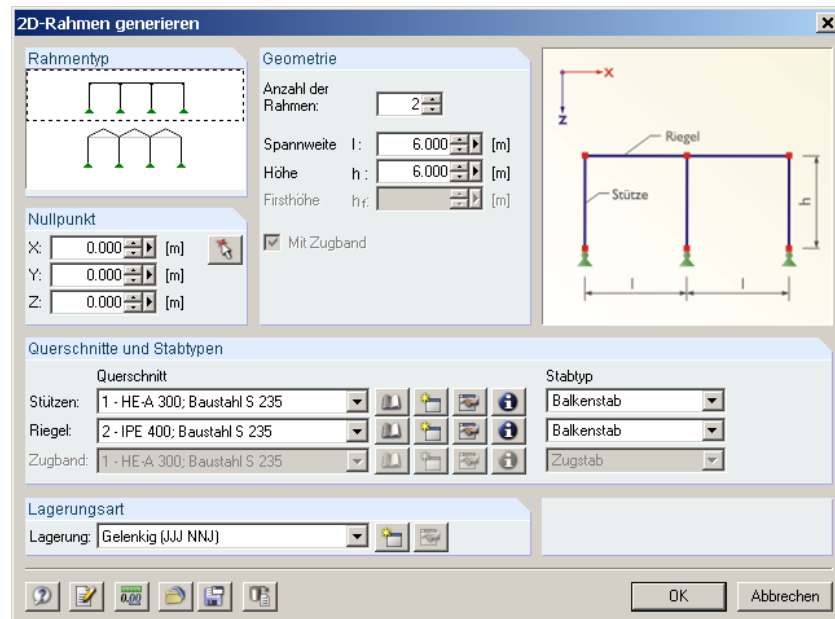 2D-Rahmen generieren
Rahmentyp
Geometrie
Anzahl der
Rahmen: 2
Spannweite l : 6.000 [m]
Höhe h : 6.000 [m]
Firsthöhe hf: [m]
Mit Zugband
Nullpunkt
X: 0.000 [m]
Y: 0.000 [m]
Z: 0.000 [m]
X
Z
Riegel
Stütze
h
l l
Querschnitte und Stabtypen
Querschnitt Stabtyp
Stützen: 1 - HE-A 300; Baustahl S 235 Balkenstab
Riegel: 2 - IPE 400; Baustahl S 235 Balkenstab
Zugband: 1 - HE-A 300; Baustahl S 235 Zugstab
Lagerungsart
Lagerung: Gelenkig (JJJ NNJ)
0.00
OK Abbrechen